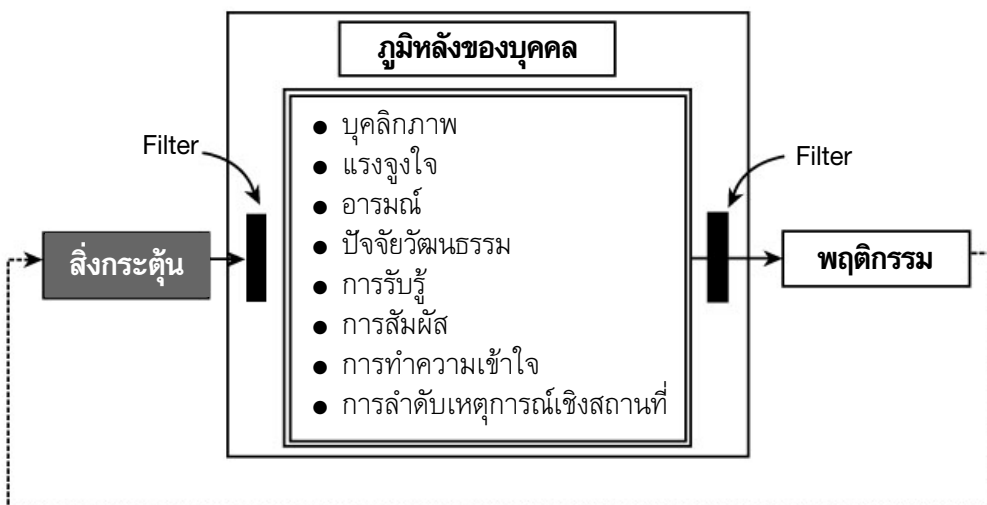 ภูมิหลังของบุคคล
Filter
สิ่งกระตุ้น
● บุคลิกภาพ
● แรงจูงใจ
● อารมณ์
● ปัจจัยวัฒนธรรม
● การรับรู้
● การสัมผัส
● การทำความเข้าใจ
● การลำดับเหตุการณ์เชิงสถานที่
Filter
พฤติกรรม